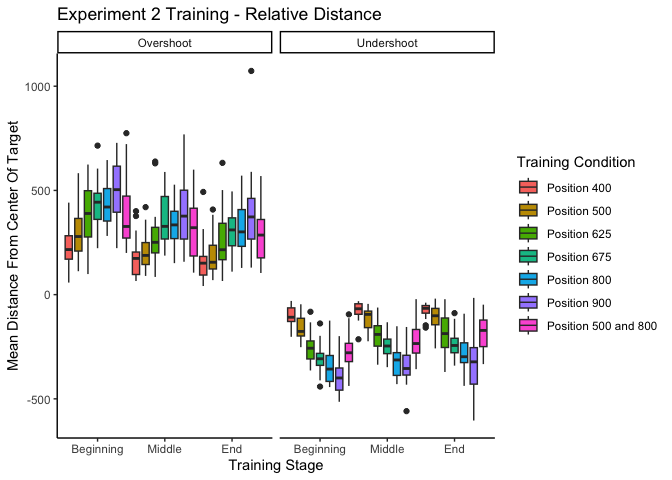 Experiment 2 Training - Relative Distance
Overshoot
Undershoot
Mean Distance From Center Of Target
1000
500
0
-500
Beginning
Middle
End
Beginning
Middle
End
Training Stage
Training Condition
Position 400
Position 500
Position 625
Position 675
Position 800
Position 900
Position 500 and 800